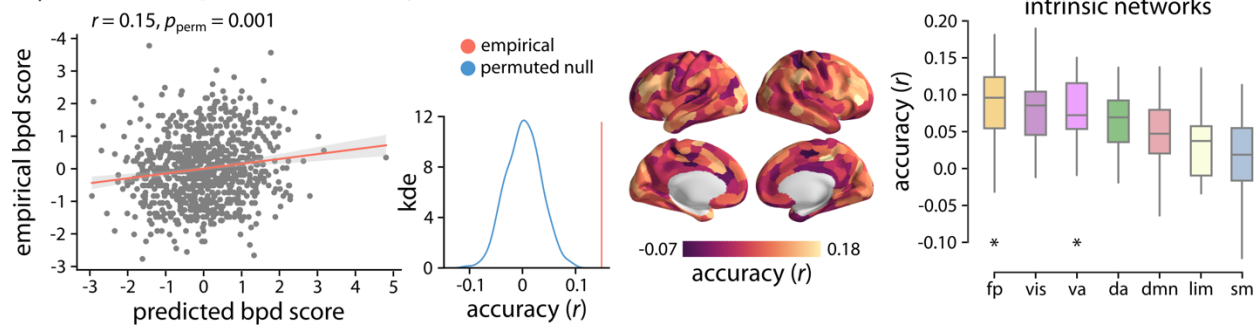 r = 0.15, pperm = 0.001
empirical bpd score
-4
3
2
1
0
-1
-2
-3
-3 -2 -1 0 1 2 3 4 5
predicted bpd score
empirical
permuted null
kde
12
8
4
0
-0.1 0 0.1
accuracy (r)
-0.07 0.18
accuracy (r)
intrinsic networks
accuracy (r)
0.20
0.15
0.10
0.05
0.00
-0.05
-0.10
* *
fp vis va da dmn lim sm